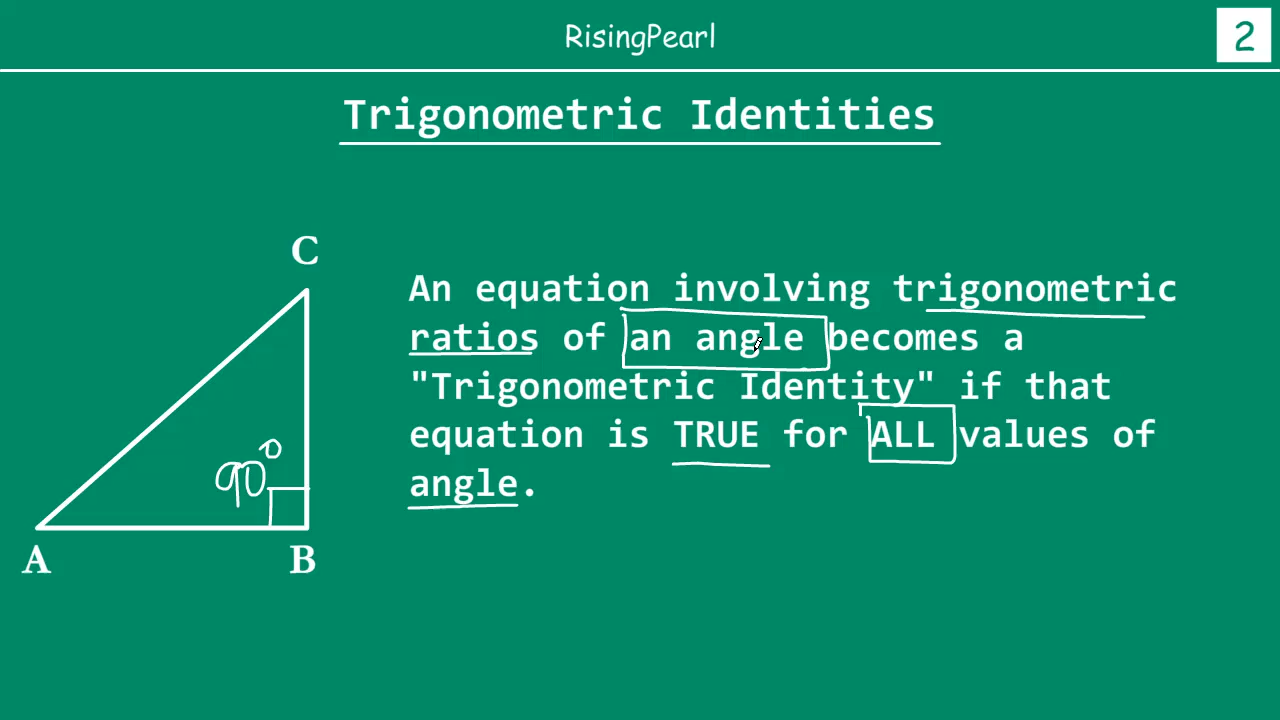 RisingPearl
2
Trigonometric Identities
C
An equation involving trigonometric
ratios of an angle becomes a
"Trigonometric Identity" if that
equation is TRUE for ALL values of
angle.
90°
A
B